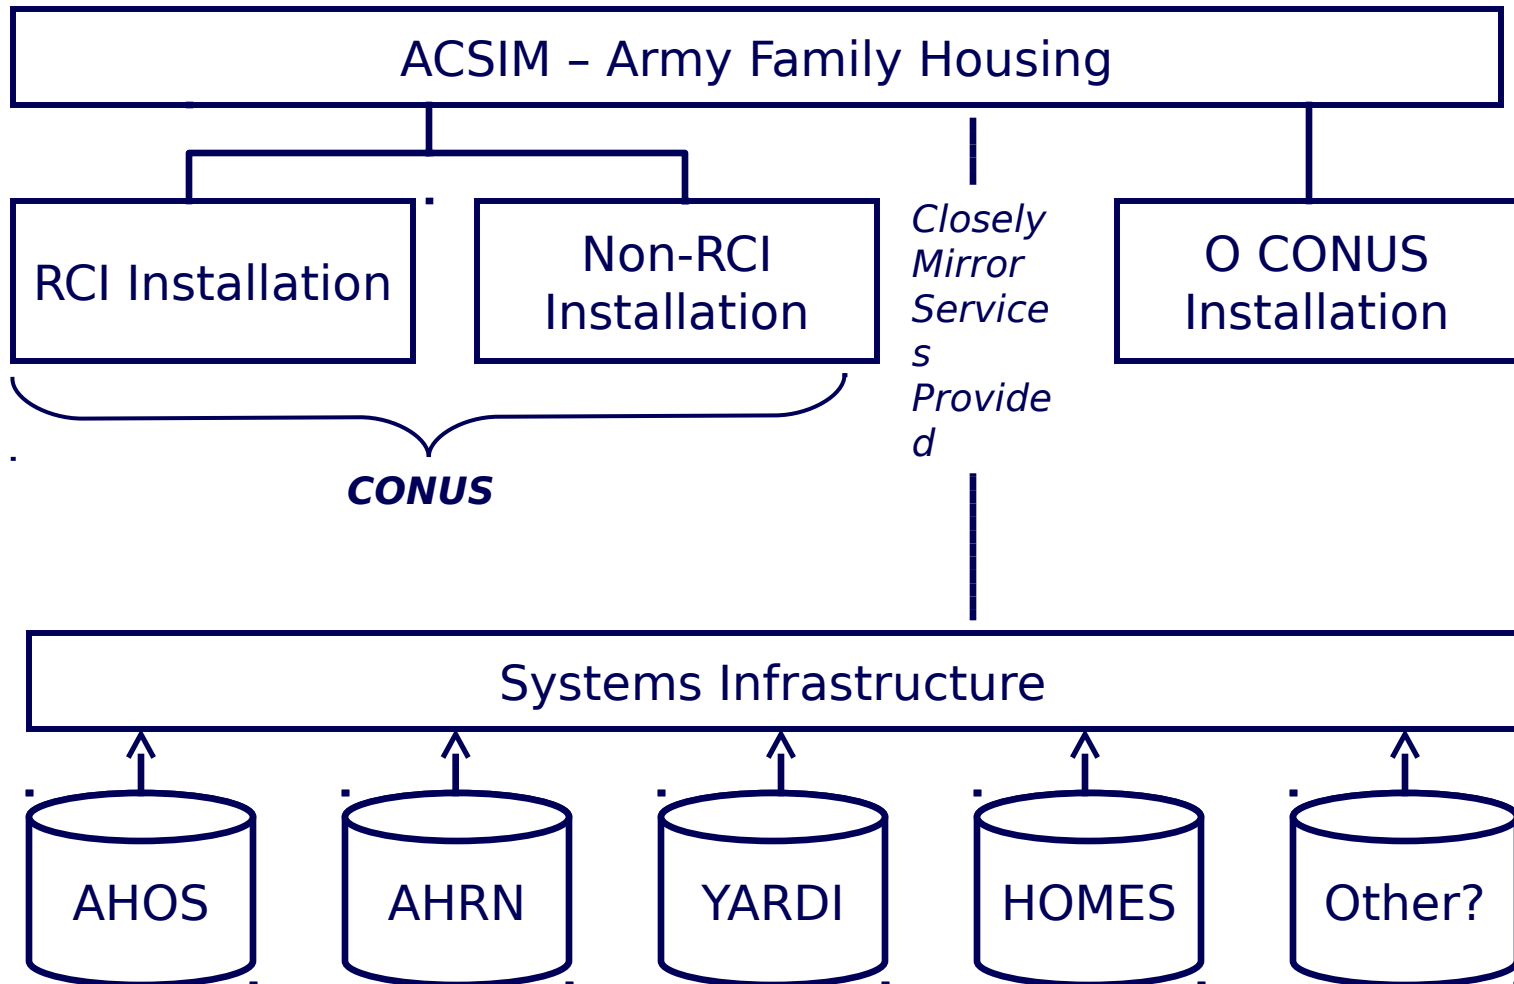 ACSIM – Army Family Housing
RCI Installation
Non-RCI
Installation
Closely
Mirror
Service
s
Provide
d
O CONUS
Installation
CONUS
Systems Infrastructure
AHOS
AHRN
YARDI
HOMES
Other?